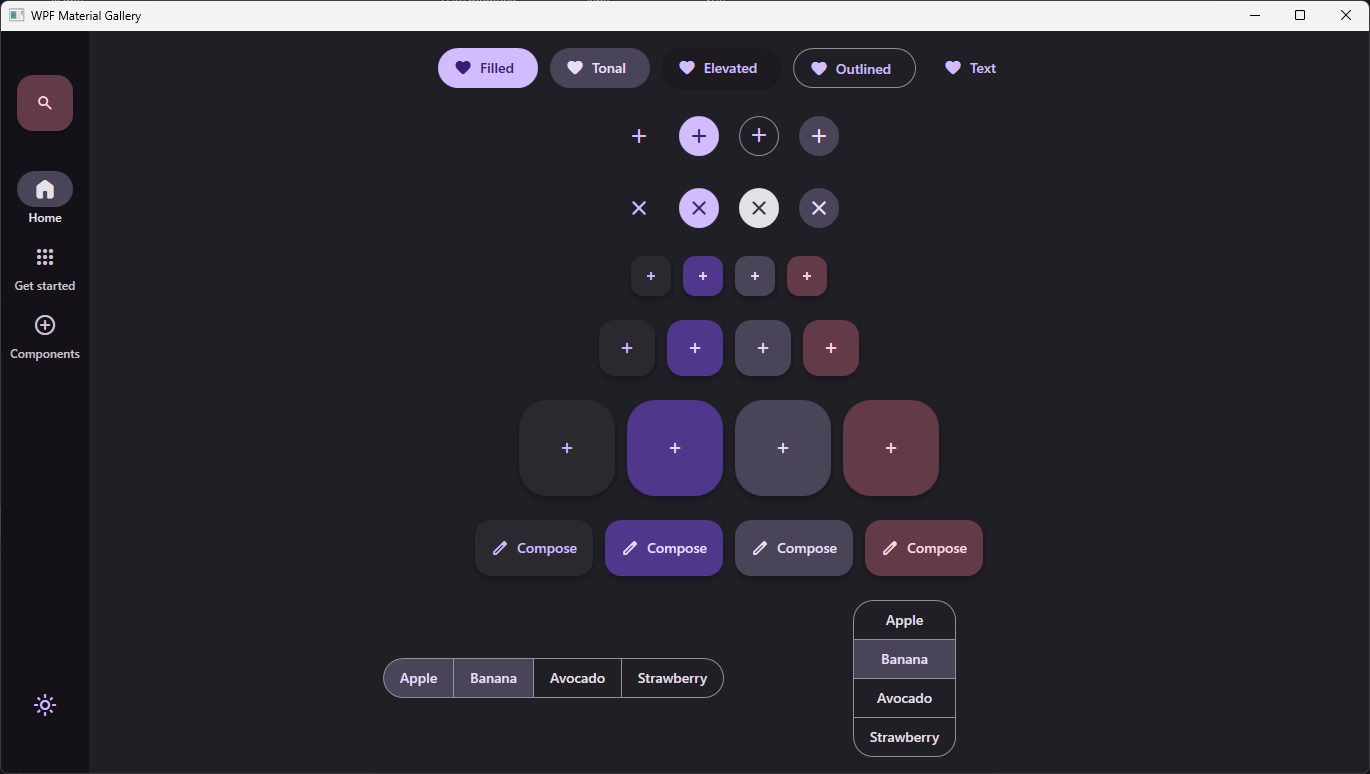 WPF Material Gallery
Filled Tonal Elevated Outlined Text
Home
Get started
Components
Compose Compose Compose Compose
Apple Banana Avocado Strawberry
Apple
Banana
Avocado
Strawberry